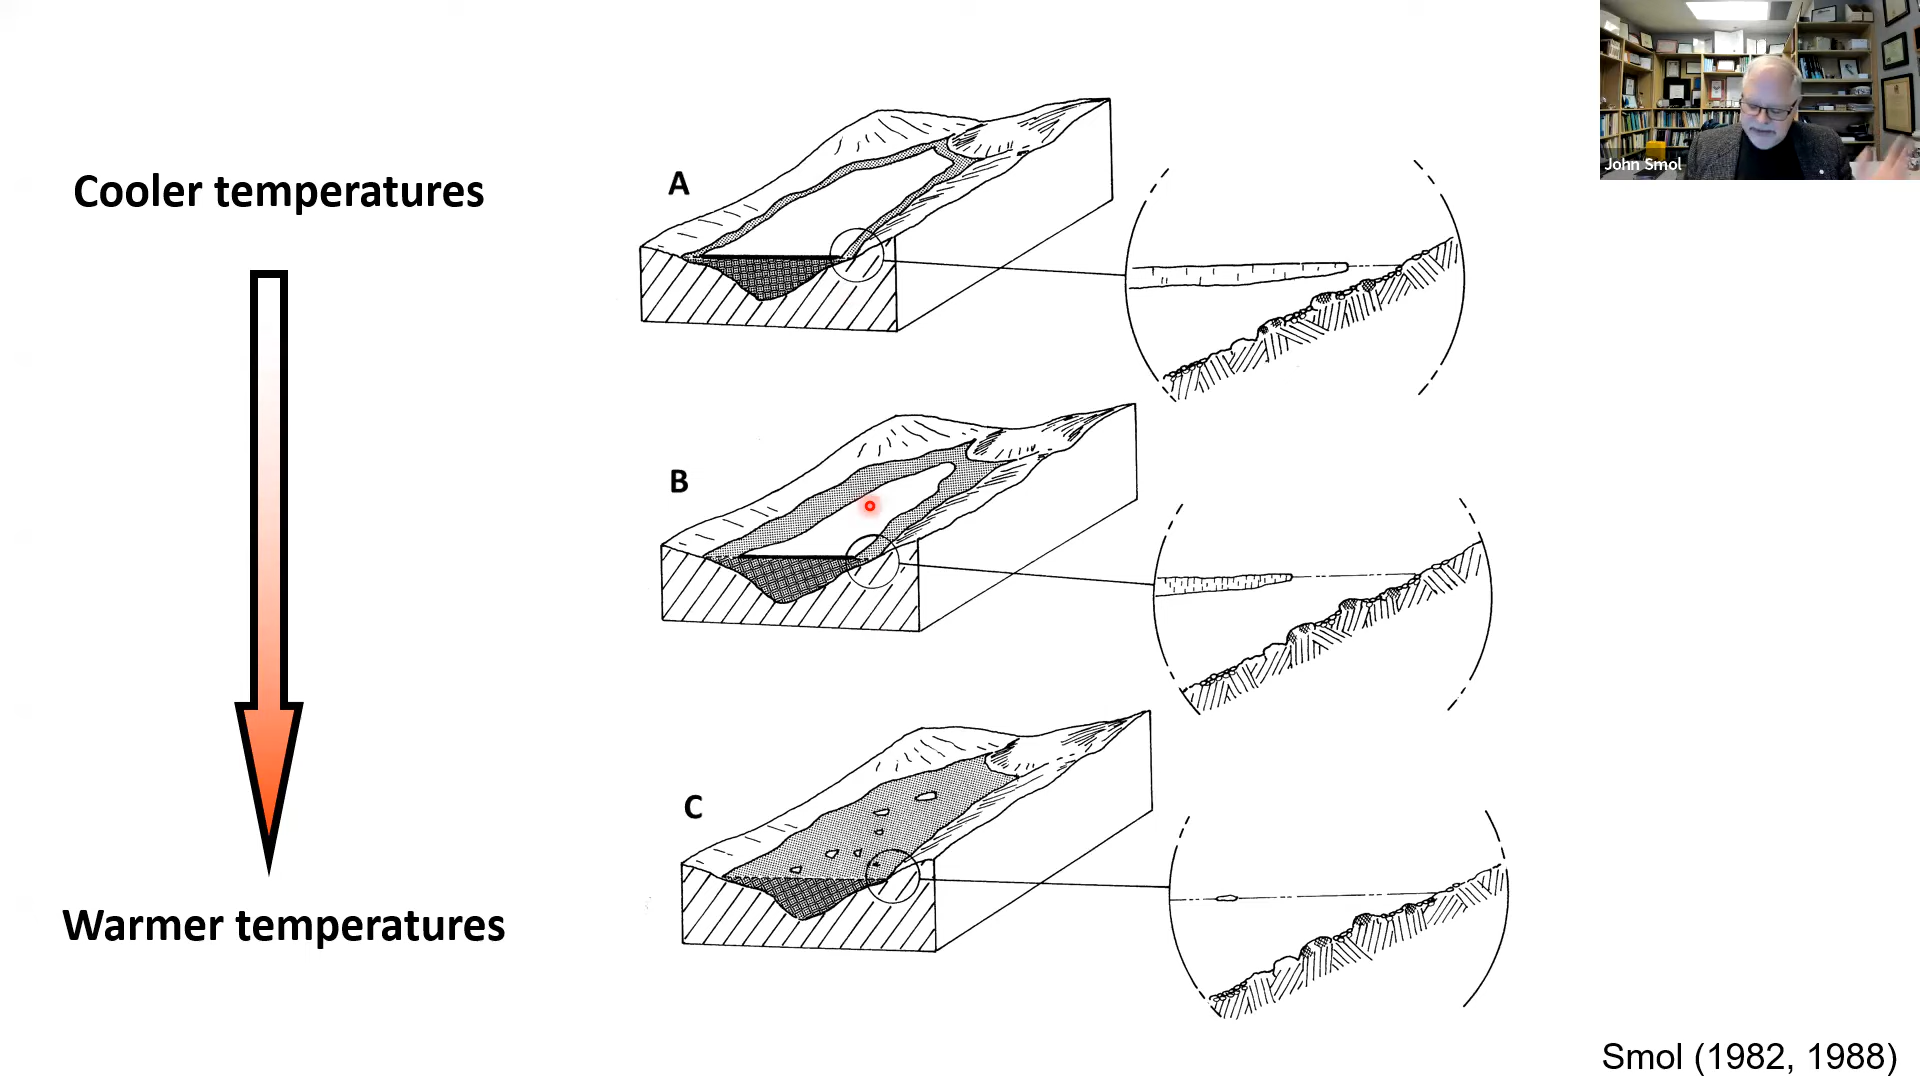 John Smol
A
Cooler temperatures
B
C
Warmer temperatures
Smol (1982, 1988)